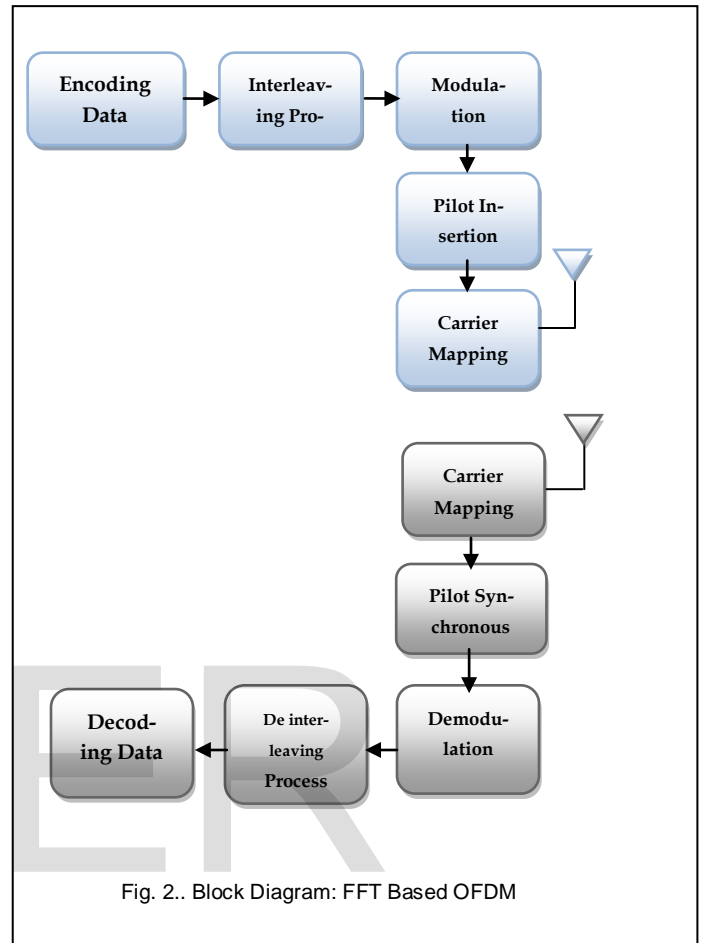 Encoding
Data
Interleav-
ing Pro-
Modula-
tion
Pilot In-
sertion
Carrier
Mapping
Carrier
Mapping
Pilot Syn-
chronous
Demodu-
lation
De inter-
leaving
Process
Decod-
ing Data
ER
Fig. 2.. Block Diagram: FFT Based OFDM